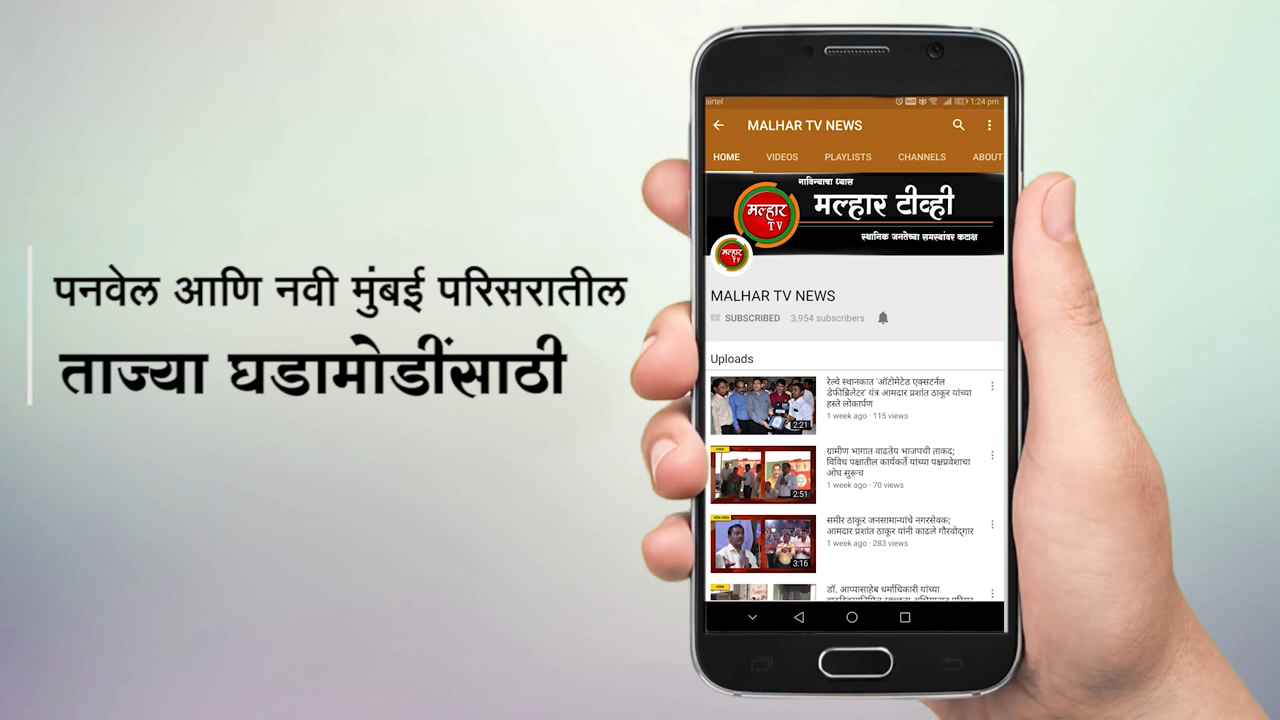 पनवेल आणि नवी मुंबई परिसरातील
ताज्या घडामोडींसाठी
airtel
1:24 pm
MALHAR TV NEWS
HOME VIDEOS PLAYLISTS CHANNELS ABOUT
नाविन्याचा ध्यास
मल्हार TV
मल्हार टीव्ही
स्थानिक जनतेच्या समस्यांवर कटाक्ष
मल्हार TV
MALHAR TV NEWS
SUBSCRIBED 3,954 subscribers
Uploads
रेल्वे स्थानकात 'ऑटोमेटेड एक्सटर्नल
डेफीब्रिलेटर' यंत्र आमदार प्रशांत ठाकूर यांच्या
हस्ते लोकार्पण
1 week ago · 115 views
2:21
ग्रामीण भागात वाढतेय भाजपची ताकद;
विविध पक्षातील कार्यकर्ते यांच्या पक्षप्रवेशाचा
ओघ सुरूच
1 week ago · 70 views
2:51
समीर ठाकूर जनसामान्यांचे नगरसेवक;
आमदार प्रशांत ठाकूर यांनी काढले गौरवोद्गार
1 week ago · 283 views
3:16
डॉ. आप्पासाहेब धर्माधिकारी यांच्या